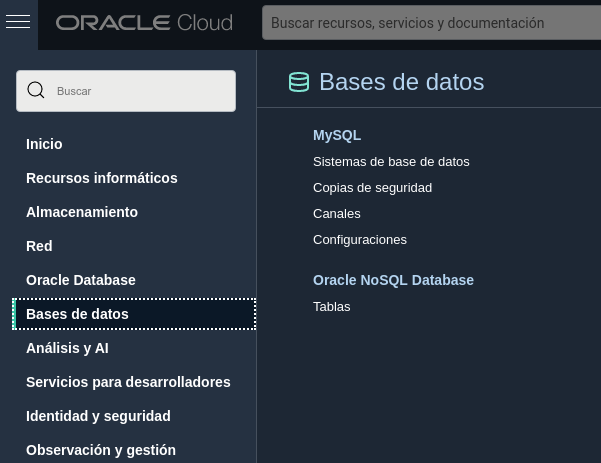 ORACLE Cloud
Buscar recursos, servicios y documentación
Buscar
Inicio
Recursos informáticos
Almacenamiento
Red
Oracle Database
Bases de datos
Análisis y AI
Servicios para desarrolladores
Identidad y seguridad
Observación y gestión
Bases de datos
MySQL
Sistemas de base de datos
Copias de seguridad
Canales
Configuraciones
Oracle NoSQL Database
Tablas